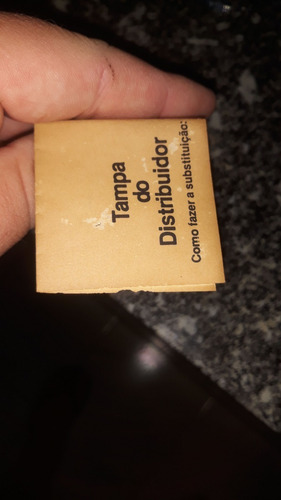 Tampa
do
Distribuidor
Como fazer a substituição: